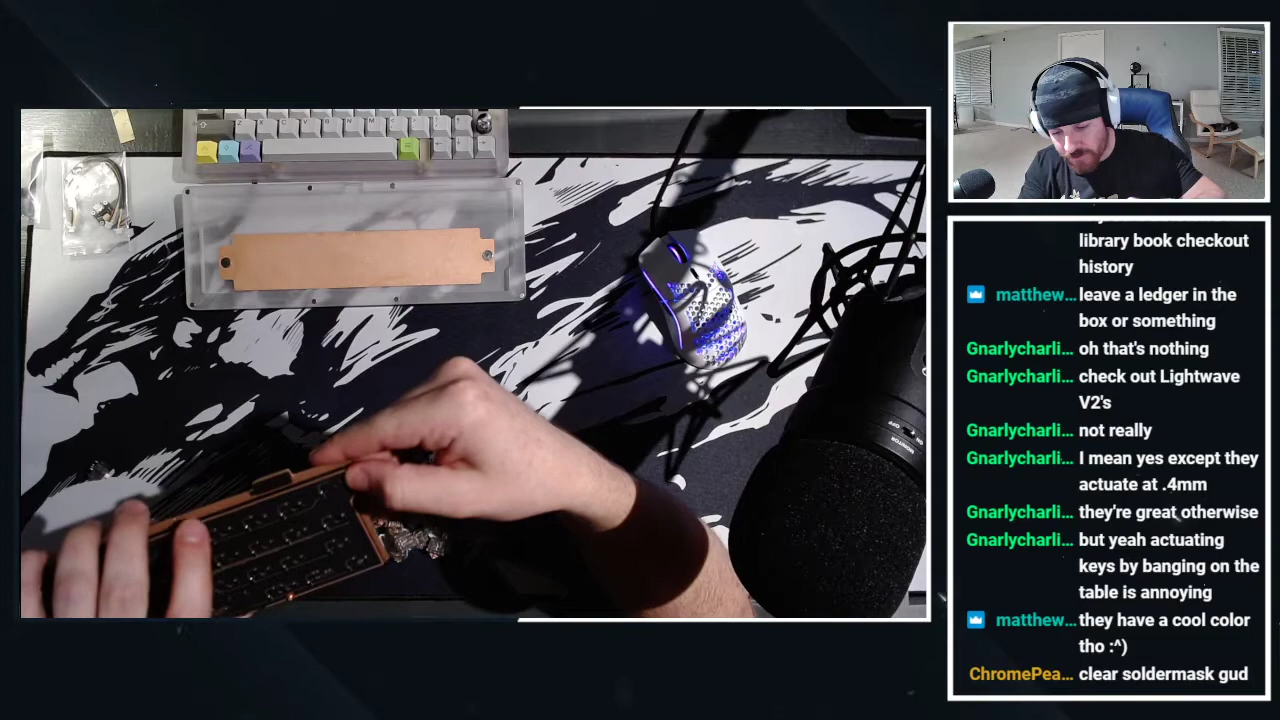 library book checkout
history
matthew... leave a ledger in the
box or something
Gnarlycharli... oh that's nothing
Gnarlycharli... check out Lightwave
V2's
Gnarlycharli... not really
Gnarlycharli... I mean yes except they
actuate at .4mm
Gnarlycharli... they're great otherwise
Gnarlycharli... but yeah actuating
keys by banging on the
table is annoying
matthew... they have a cool color
tho :^)
ChromePea... clear soldermask gud